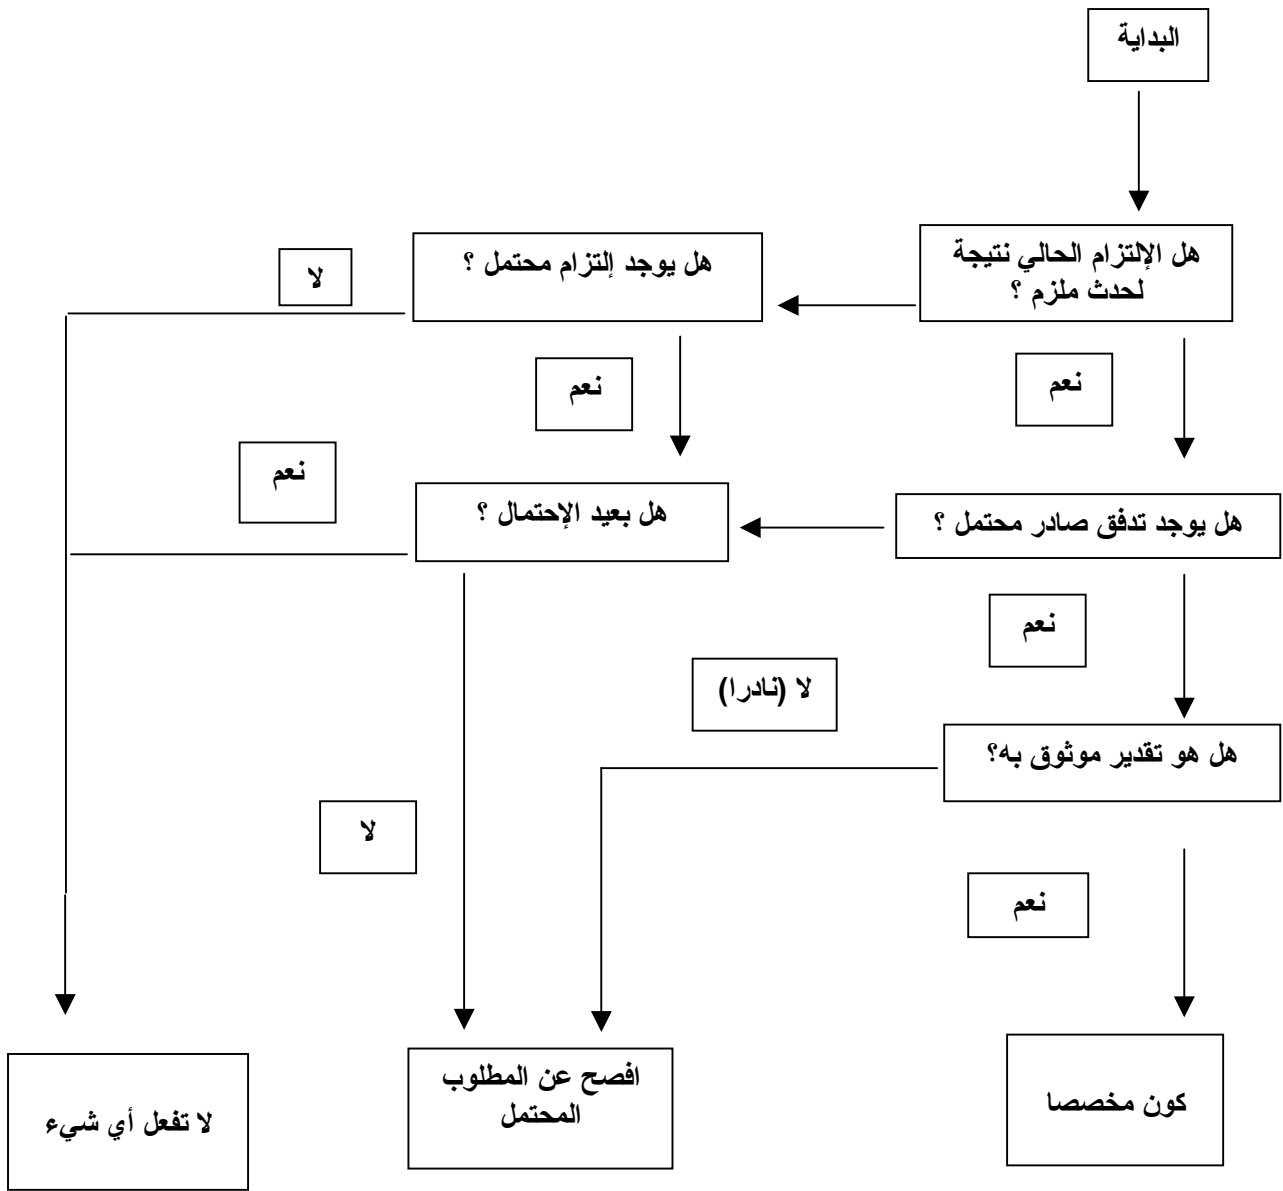 البداية
هل الإلتزام الحالي نتيجة
لحدث ملزم ؟
هل يوجد إلتزام محتمل ؟
لا
نعم
نعم
هل يوجد تدفق صادر محتمل ؟
هل بعيد الإحتمال ؟
نعم
نعم
لا (نادرا)
هل هو تقدير موثوق به؟
لا
نعم
كون مخصصا
افصح عن المطلوب
المحتمل
لا تفعل أي شيء